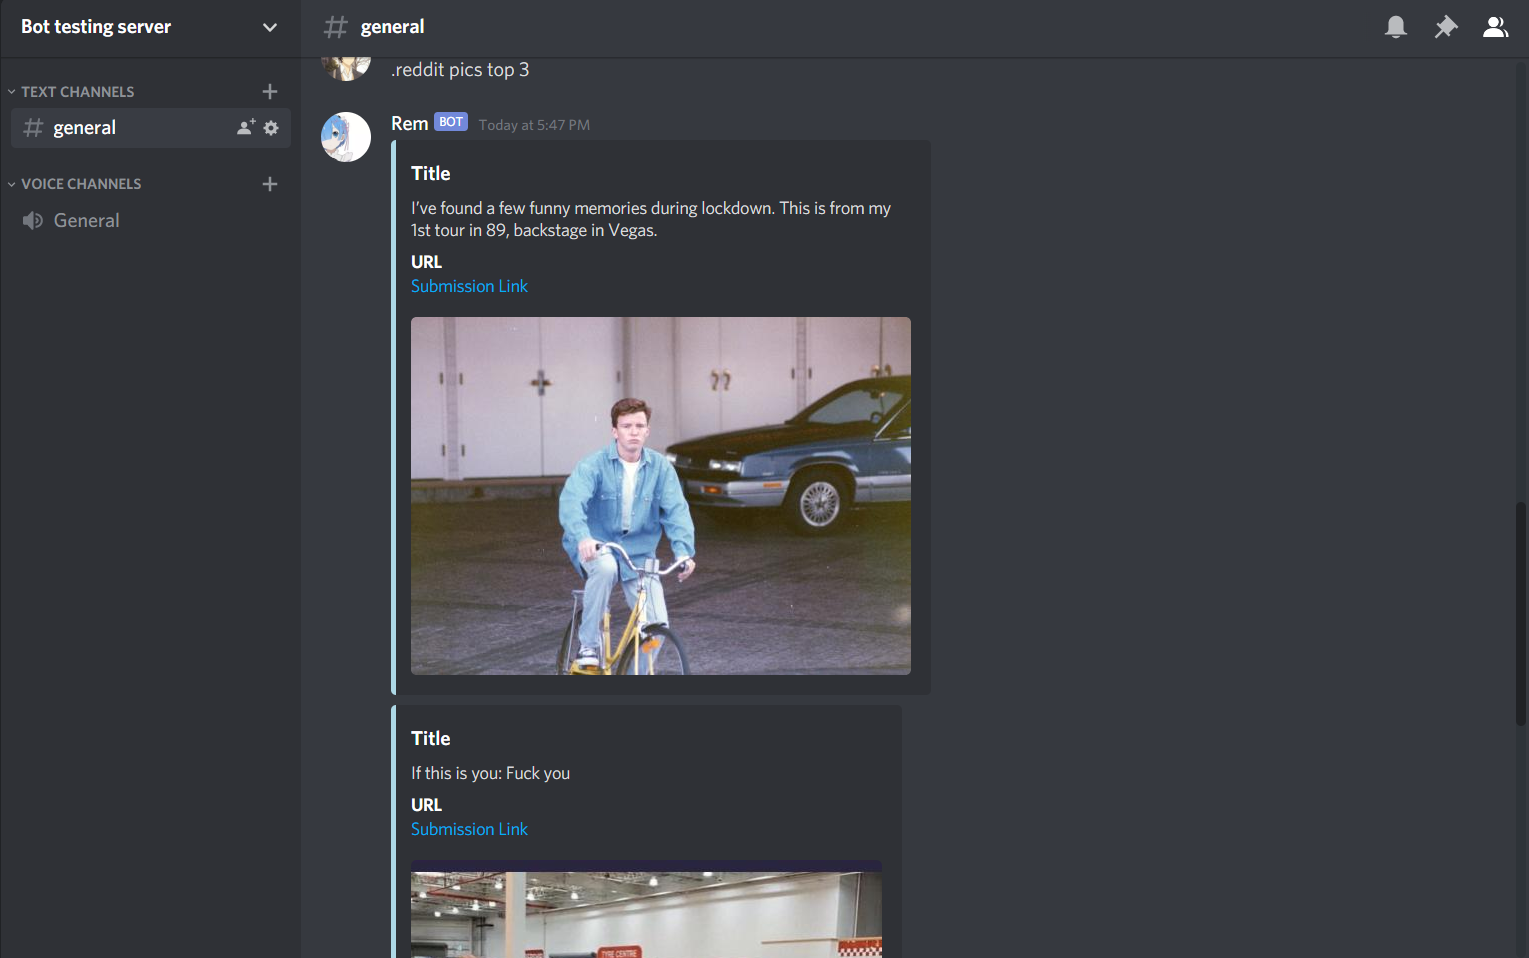 Bot testing server
TEXT CHANNELS
general
VOICE CHANNELS
General
# general
.reddit pics top 3
Rem BOT Today at 5:47 PM
Title
I've found a few funny memories during lockdown. This is from my
1st tour in 89, backstage in Vegas.
URL
Submission Link
Title
If this is you: Fuck you
URL
Submission Link
TYRE CENTRE